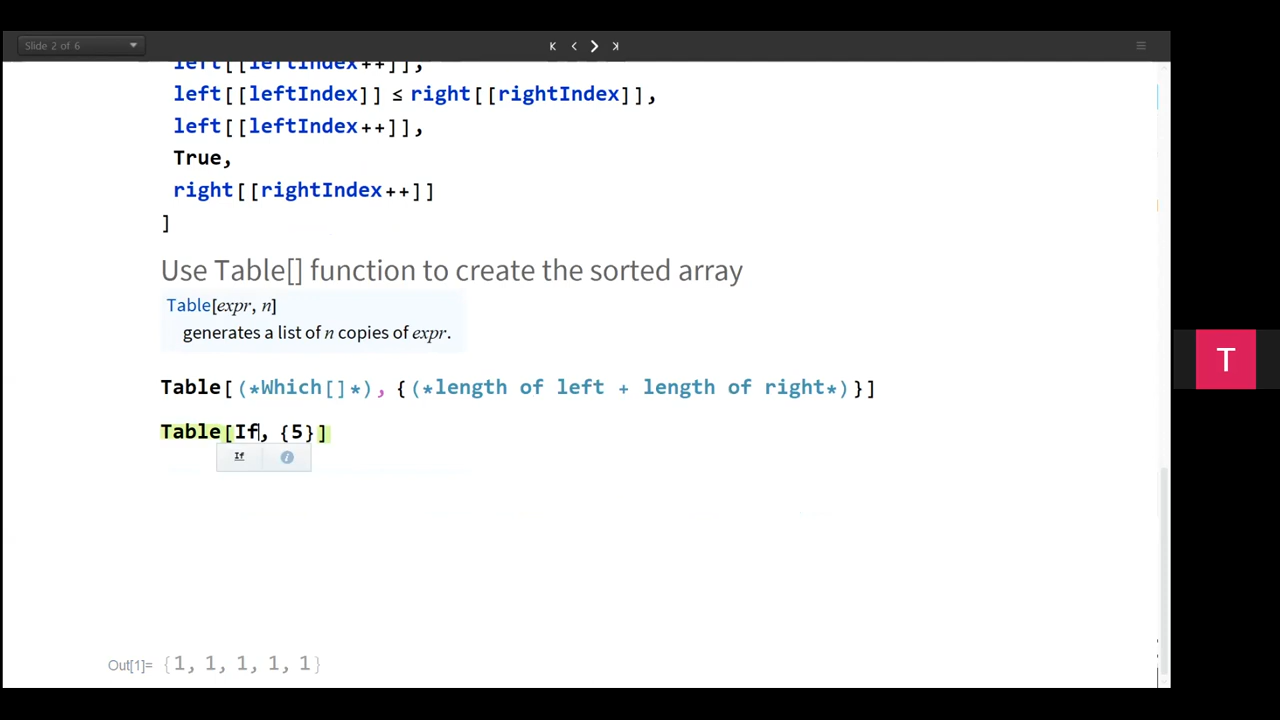 Slide 2 of 6
left[[leftIndex++]],
left[[leftIndex]] ≤ right[[rightIndex]],
left[[leftIndex++]],
True,
right[[rightIndex++]]
]
Use Table[] function to create the sorted array
Table[expr, n]
generates a list of n copies of expr.
Table[(*Which[]*), {(*length of left + length of right*)}]
Table[If, {5}]
If
T
Out[1]= {1, 1, 1, 1, 1}